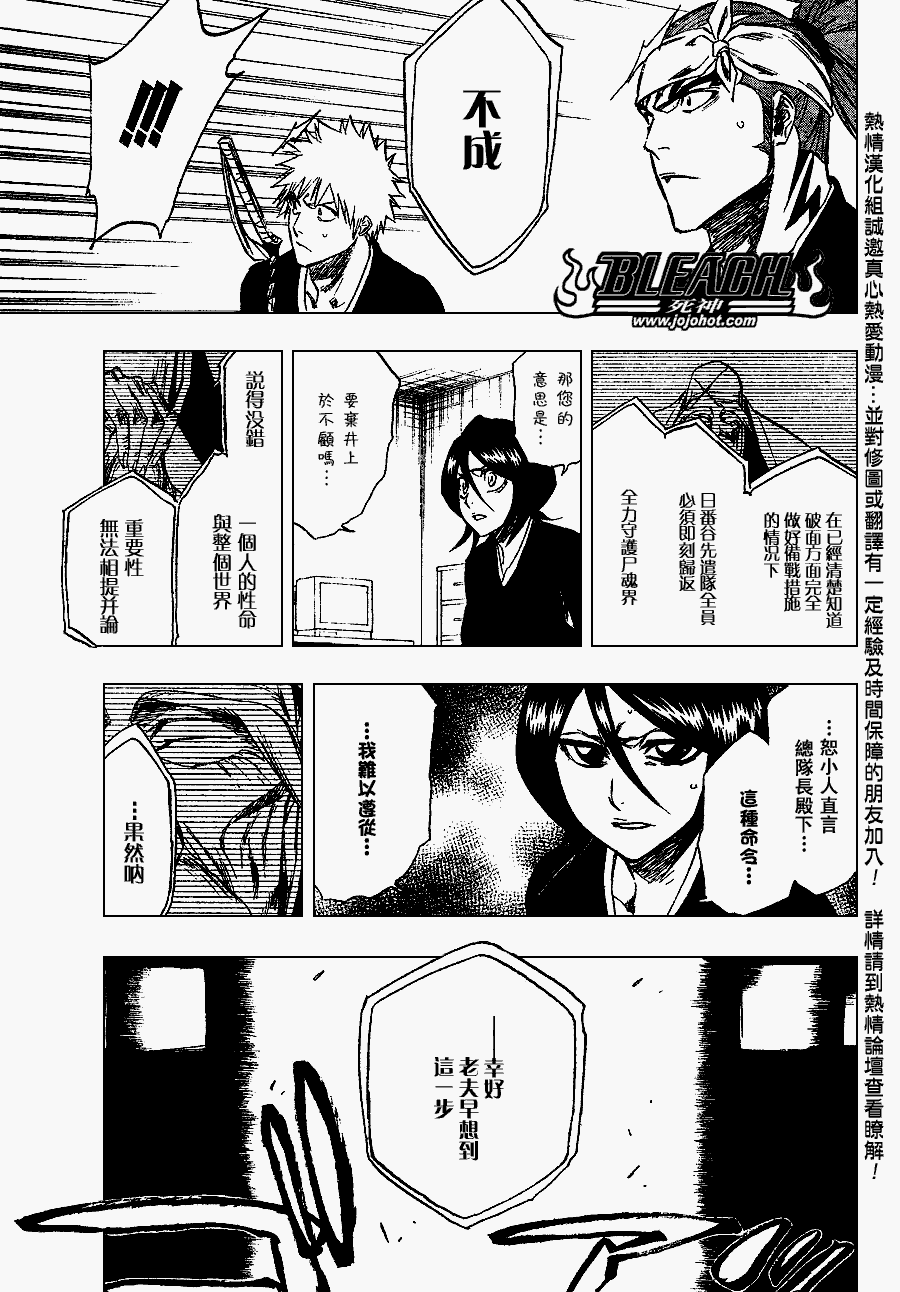 不成
!!!!
BLEACH
死神
www.jojohot.com
在已經清楚知道
破面方面完全
做好備戰措施
的情况下
日番谷先遣隊全員
必須即刻歸返
全力守護尸魂界
那您的
意思是…
要棄井上
於不顧嗎…
説得没錯
一個人的性命
與整個世界
重要性
無法相提并論
…恕小人直言
總隊長殿下…
這種命令…
…我難以遵從…
…果然吶
──幸好
老夫早想到
這一步
熱情漢化組誠邀真心熱愛動漫…並對修圖或翻譯有一定經驗及時間保障的朋友加入！ 詳情請到熱情論壇查看瞭解！